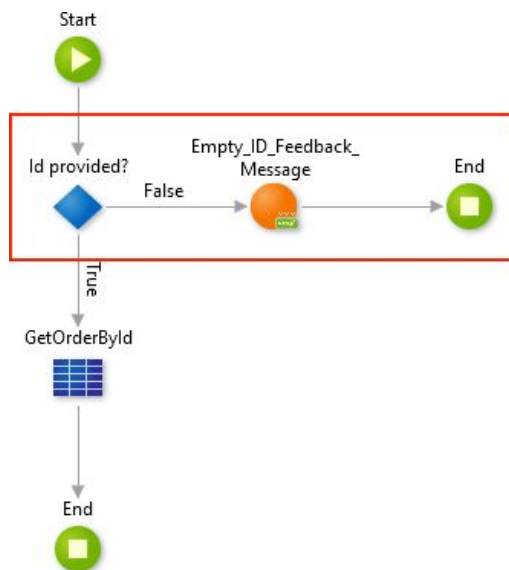 Start
Id provided?
False
Empty_ID_Feedback_
Message
End
True
GetOrderById
End